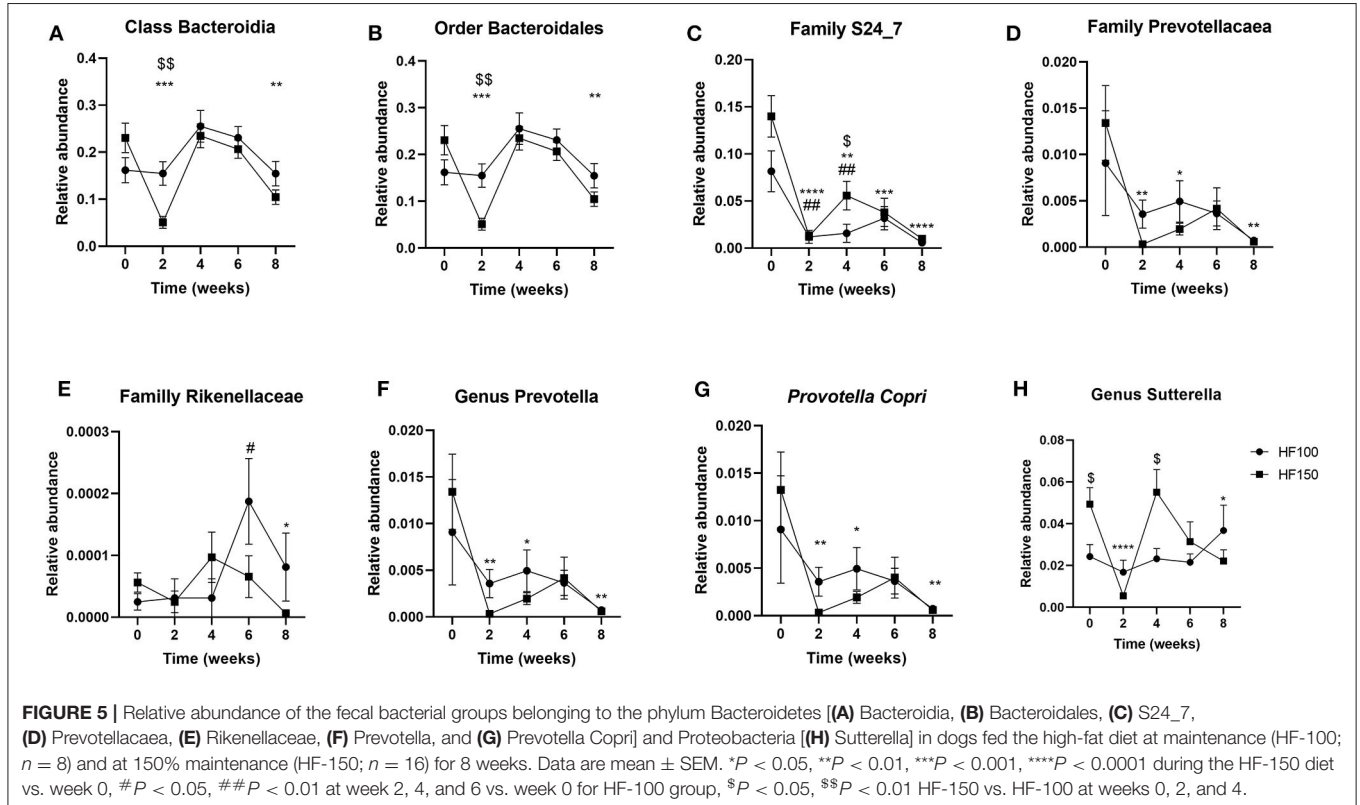 A
Class Bacteroidia
Relative abundance
0.4
0.3
0.2
0.1
0.0
$$
***
**
0 2 4 6 8
Time (weeks)
B
Order Bacteroidales
Relative abundance
0.4
0.3
0.2
0.1
0.0
$$
***
**
0 2 4 6 8
Time (weeks)
C
Family S24_7
Relative abundance
0.15
0.10
0.05
0.00
****
##
$
**
##
***
****
0 2 4 6 8
Time (weeks)
D
Family Prevotellacaea
Relative abundance
0.020
0.015
0.010
0.005
0.000
**
*
**
0 2 4 6 8
Time (weeks)
E
Familly Rikenellaceae
Relative abundance
0.0003
0.0002
0.0001
0.0000
#
*
0 2 4 6 8
Time (weeks)
F
Genus Prevotella
Relative abundance
0.020
0.015
0.010
0.005
0.000
**
*
**
0 2 4 6 8
Time (weeks)
G
Provotella Copri
Relative abundance
0.020
0.015
0.010
0.005
0.000
**
*
**
0 2 4 6 8
Time (weeks)
H
Genus Sutterella
Relative abundance
0.08
0.06
0.04
0.02
0.00
$
****
$
*
0 2 4 6 8
Time (weeks)
HF100
HF150
FIGURE 5 | Relative abundance of the fecal bacterial groups belonging to the phylum Bacteroidetes [(A) Bacteroidia, (B) Bacteroidales, (C) S24_7,
(D) Prevotellacaea, (E) Rikenellaceae, (F) Prevotella, and (G) Prevotella Copri] and Proteobacteria [(H) Sutterella] in dogs fed the high-fat diet at maintenance (HF-100;
n = 8) and at 150% maintenance (HF-150; n = 16) for 8 weeks. Data are mean ± SEM. *P < 0.05, **P < 0.01, ***P < 0.001, ****P < 0.0001 during the HF-150 diet
vs. week 0, #P < 0.05, ##P < 0.01 at week 2, 4, and 6 vs. week 0 for HF-100 group, $P < 0.05, $$P < 0.01 HF-150 vs. HF-100 at weeks 0, 2, and 4.